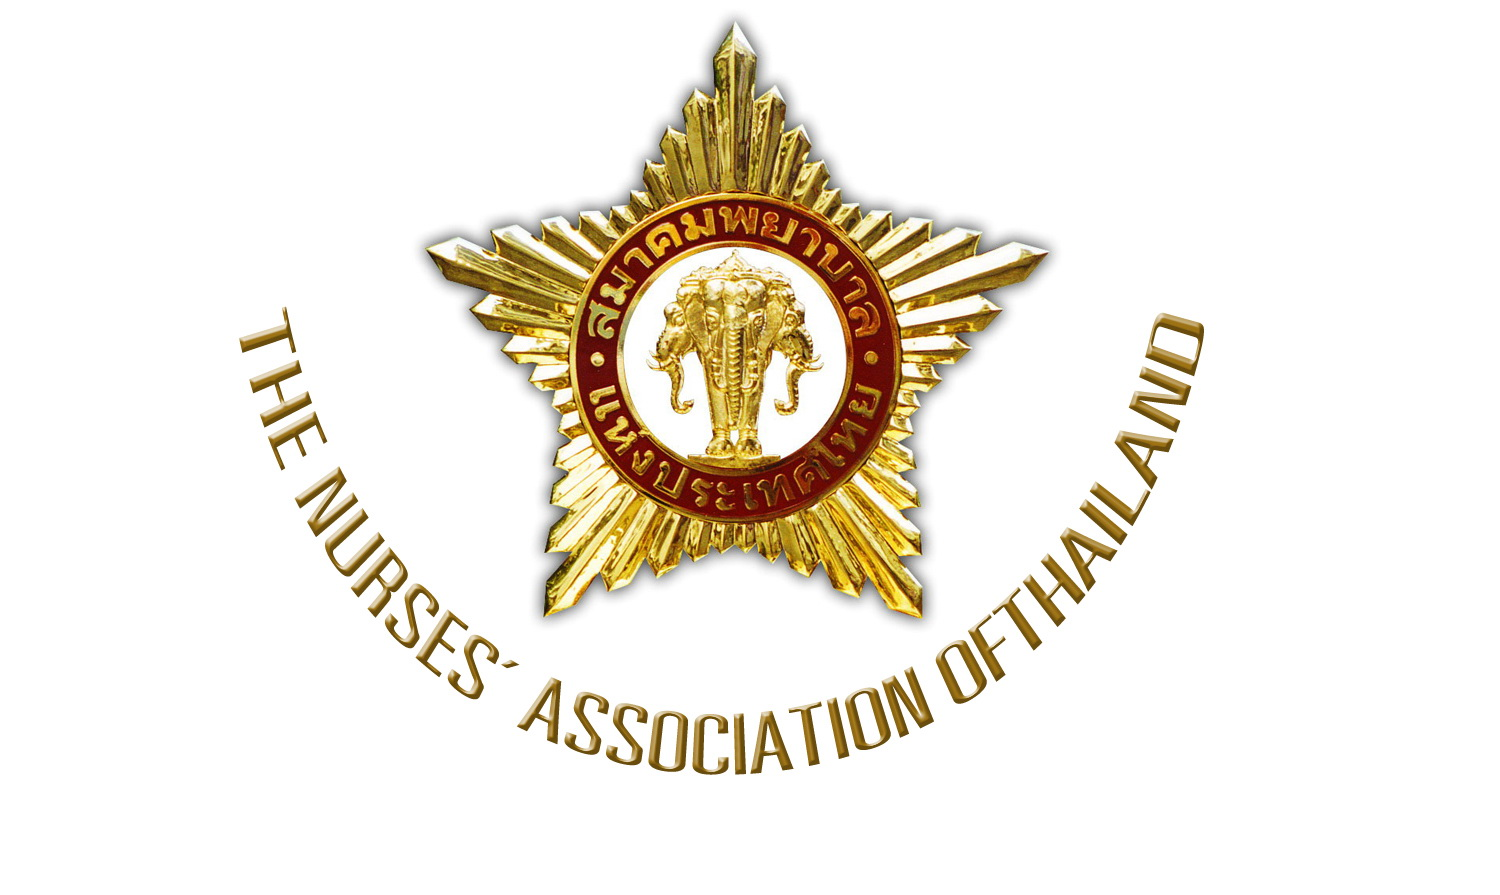 สมาคมพยาบาล
แห่งประเทศไทย
THE NURSES´ ASSOCIATION OFTHAILAND